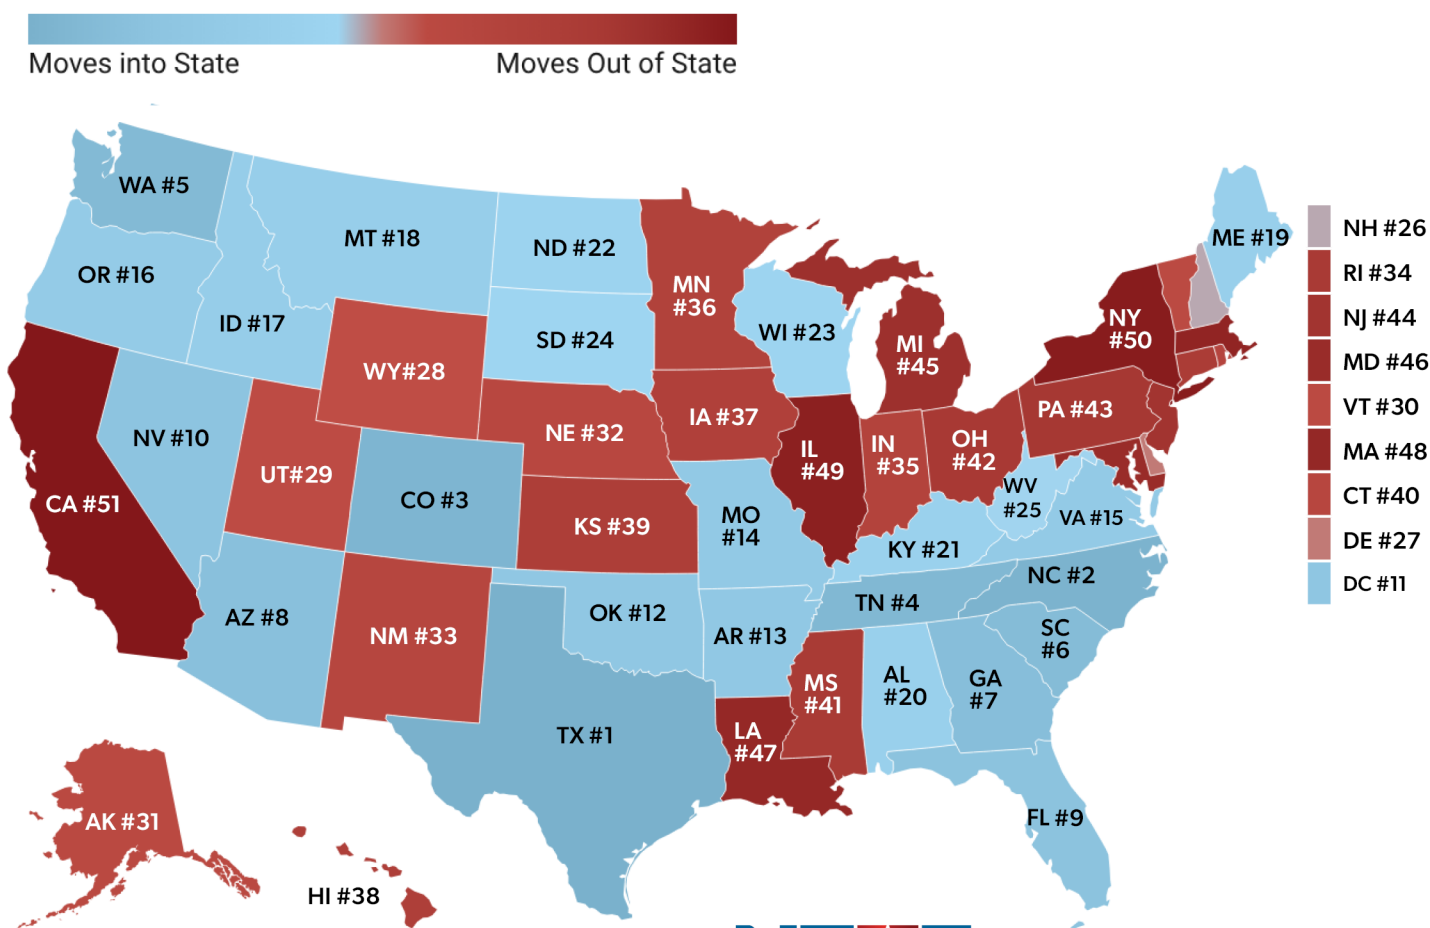 Moves into State
Moves Out of State
WA #5
MT #18
ND #22
ME #19
NH #26
OR #16
ID #17
SD #24
MN
#36
WI #23
MI
#45
NY
#50
RI #34
NJ #44
WY#28
MD #46
NV #10
UT#29
NE #32
IA #37
PA #43
VT #30
CA #51
CO #3
KS #39
IL
#49
IN
#35
OH
#42
MA #48
MO
#14
WV
#25
VA #15
CT #40
KY #21
DE #27
NC #2
DC #11
AZ #8
NM #33
OK #12
AR #13
TN #4
SC
#6
MS
#41
AL
#20
GA
#7
TX #1
LA
#47
AK #31
FL #9
HI #38